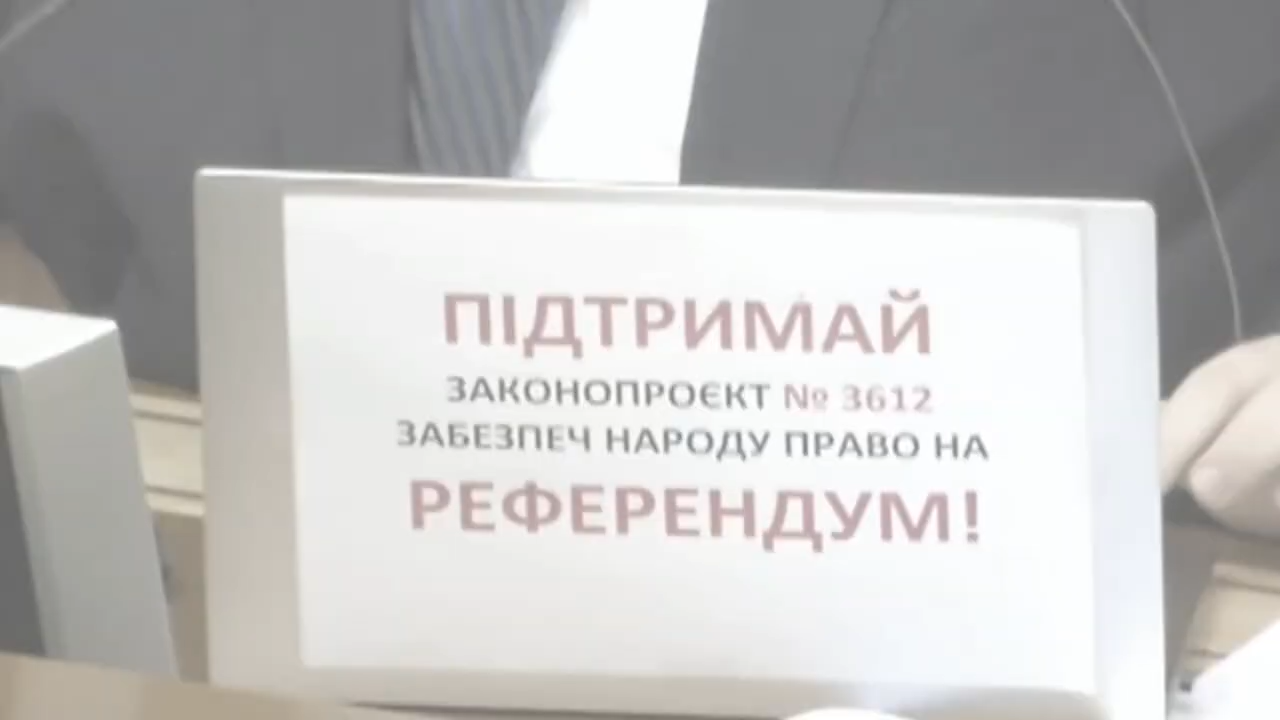 ПІДТРИМАЙ
ЗАКОНОПРОЄКТ № 3612
ЗАБЕЗПЕЧ НАРОДУ ПРАВО НА
РЕФЕРЕНДУМ!